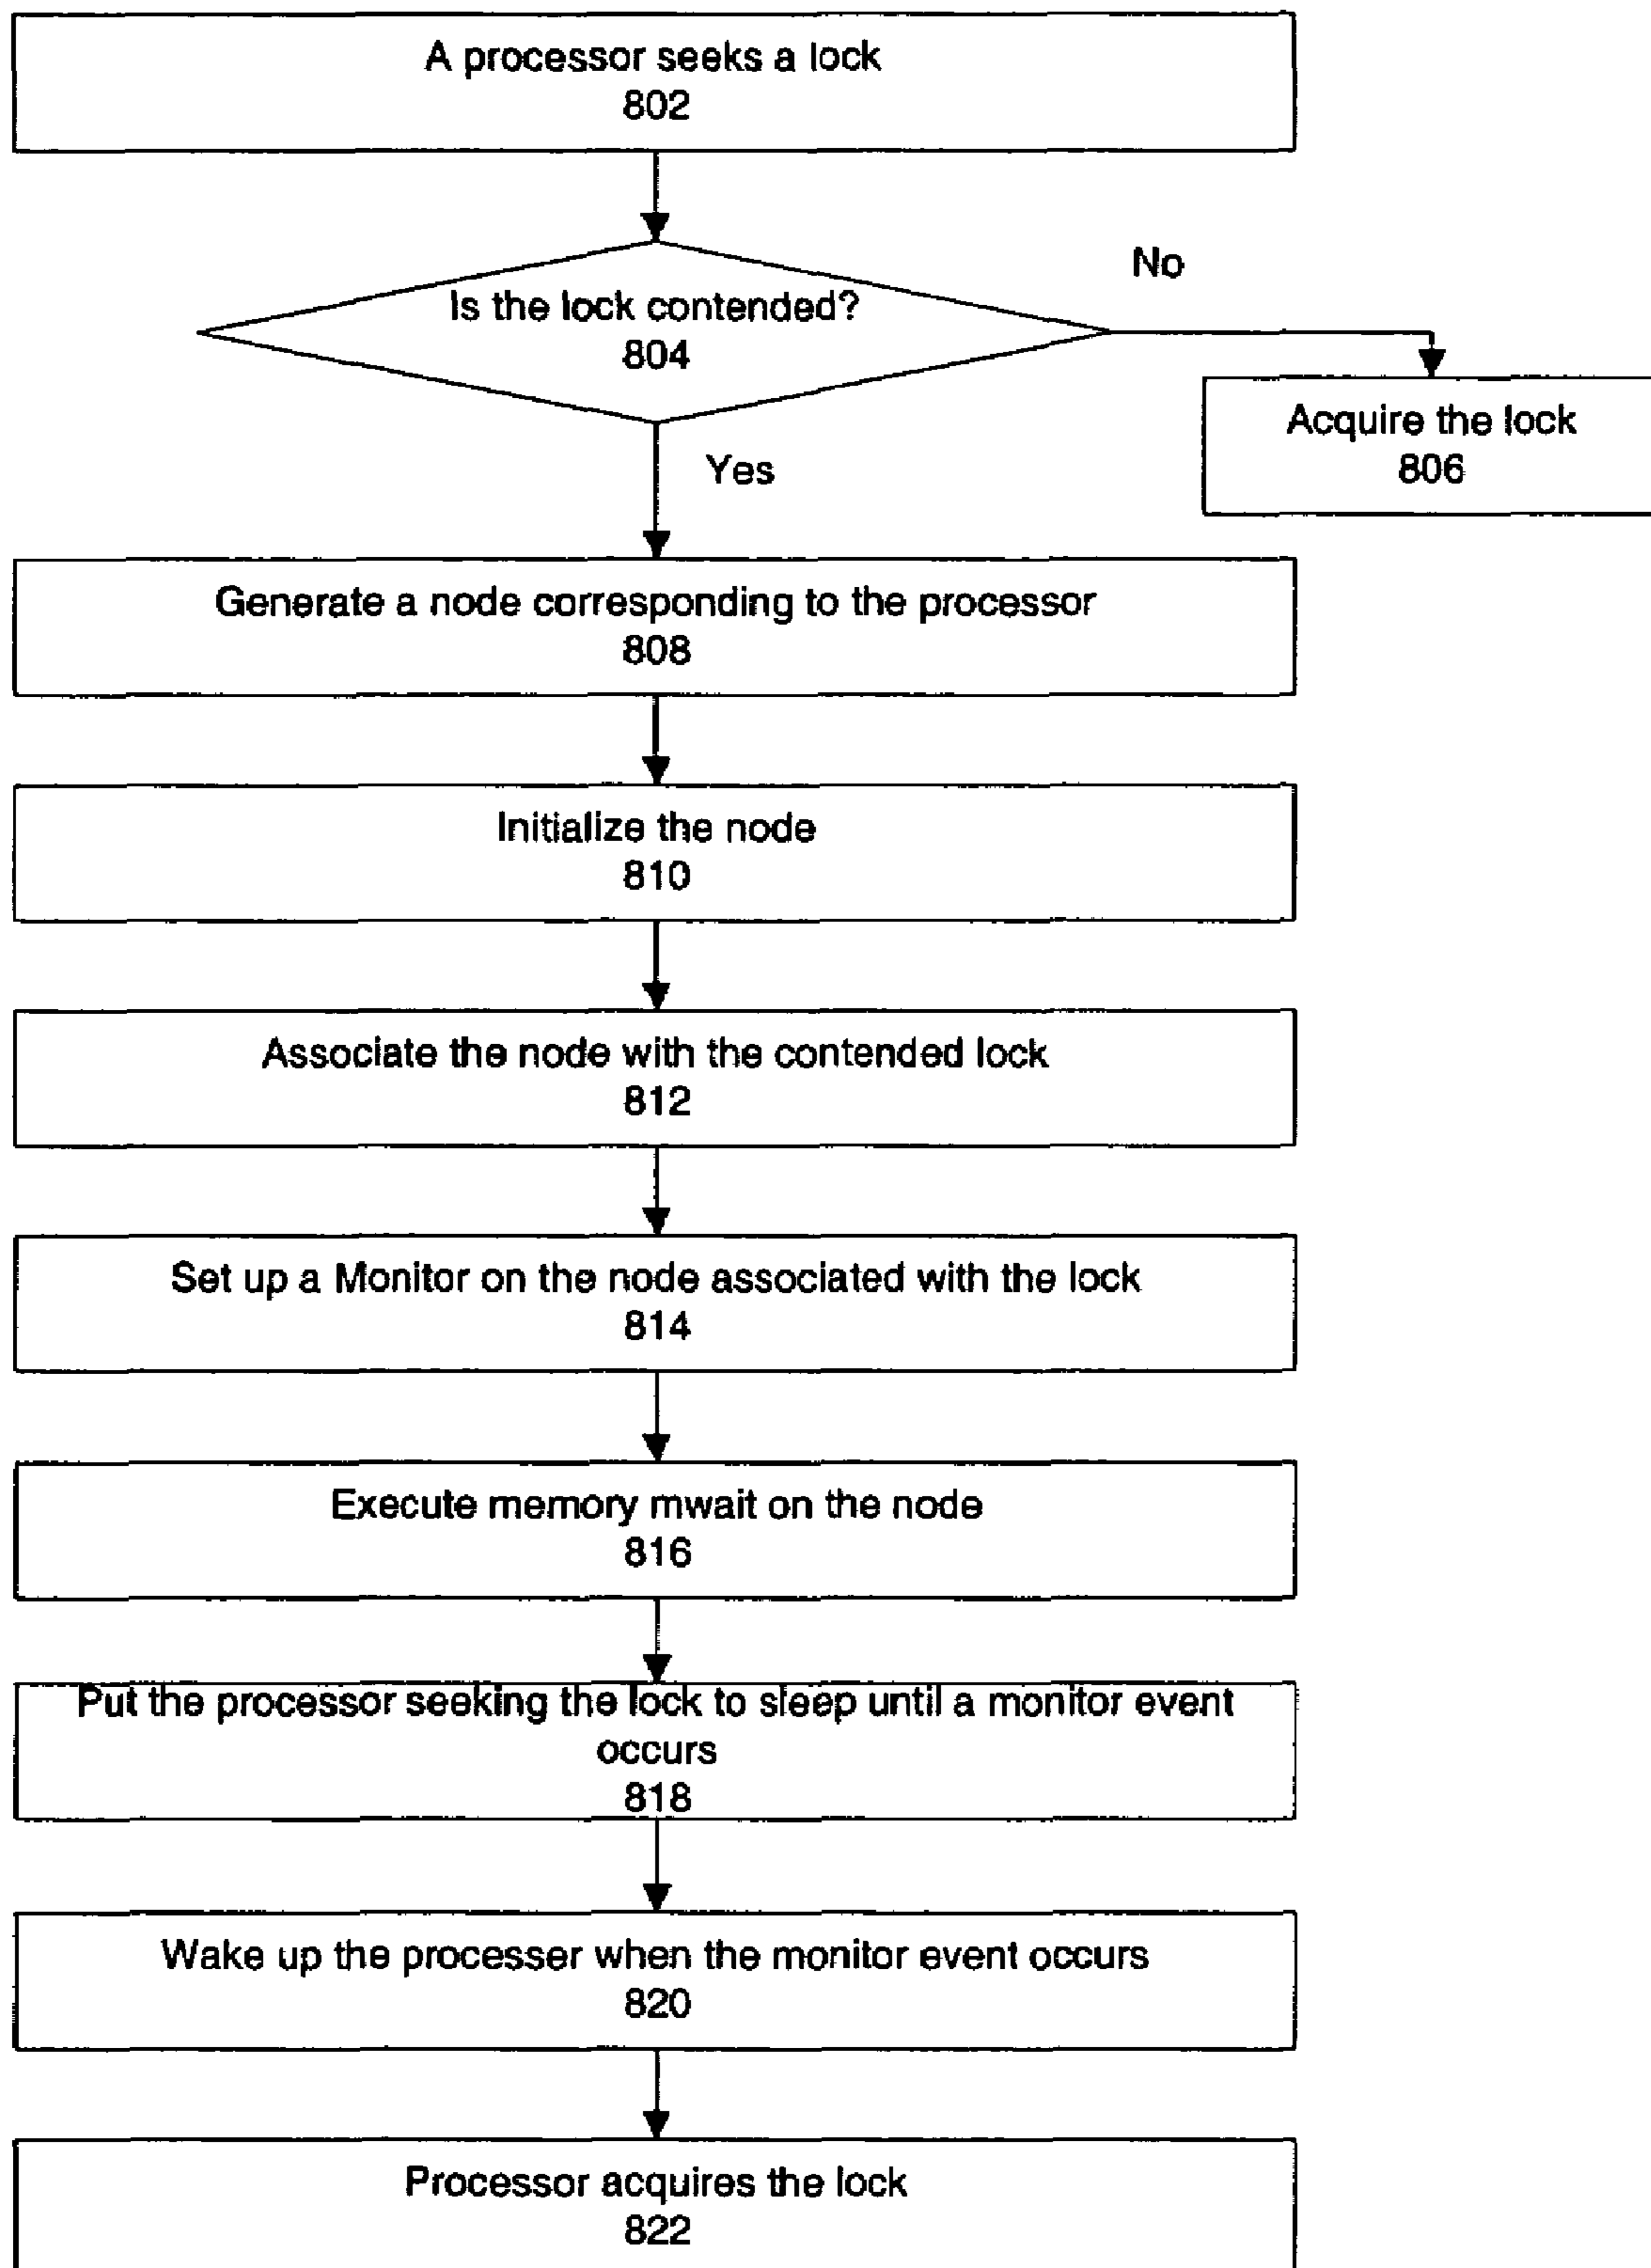 A processor seeks a lock
802
Is the lock contended?
804
No
Acquire the lock
806
Yes
Generate a node corresponding to the processor
808
Initialize the node
810
Associate the node with the contended lock
812
Set up a Monitor on the node associated with the lock
814
Execute memory mwait on the node
816
Put the processor seeking the lock to sleep until a monitor event
occurs
818
Wake up the processer when the monitor event occurs
820
Processor acquires the lock
822